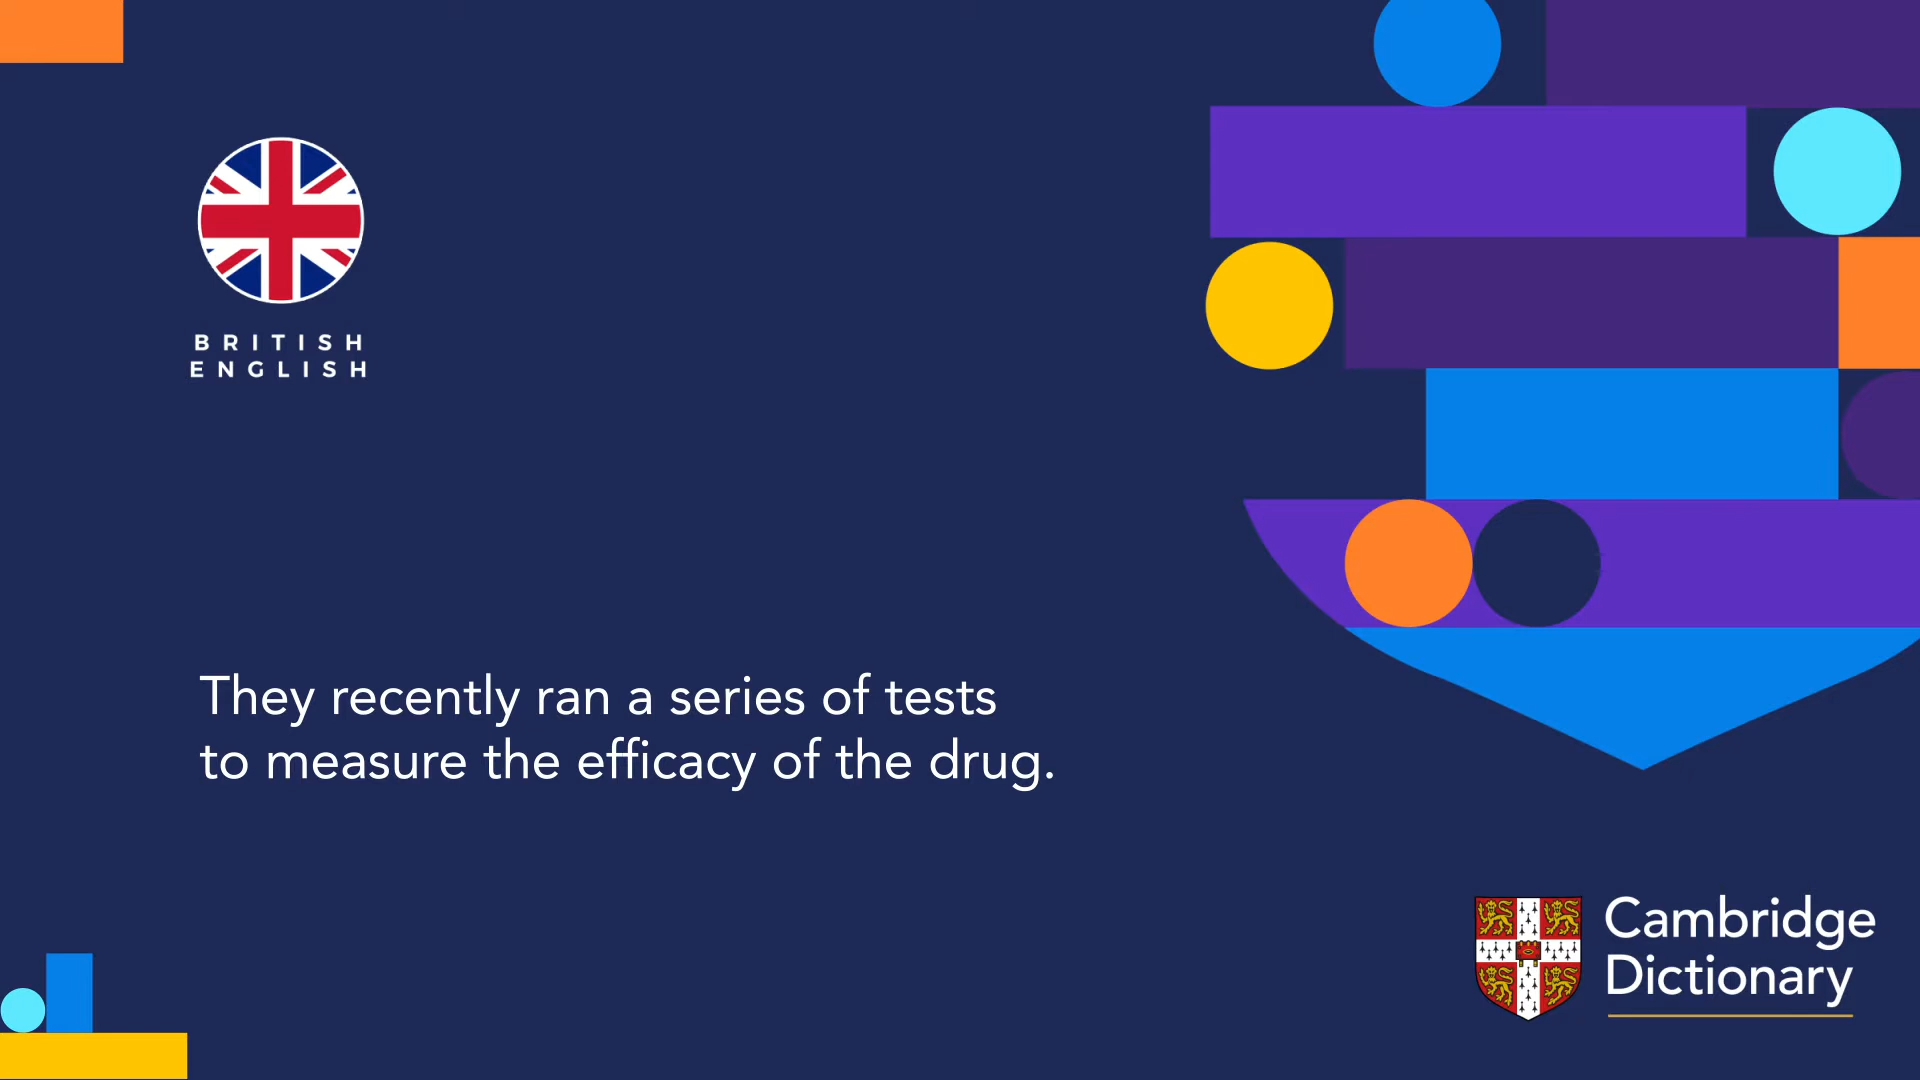 BRITISH
ENGLISH
They recently ran a series of tests
to measure the efficacy of the drug.
Cambridge
Dictionary